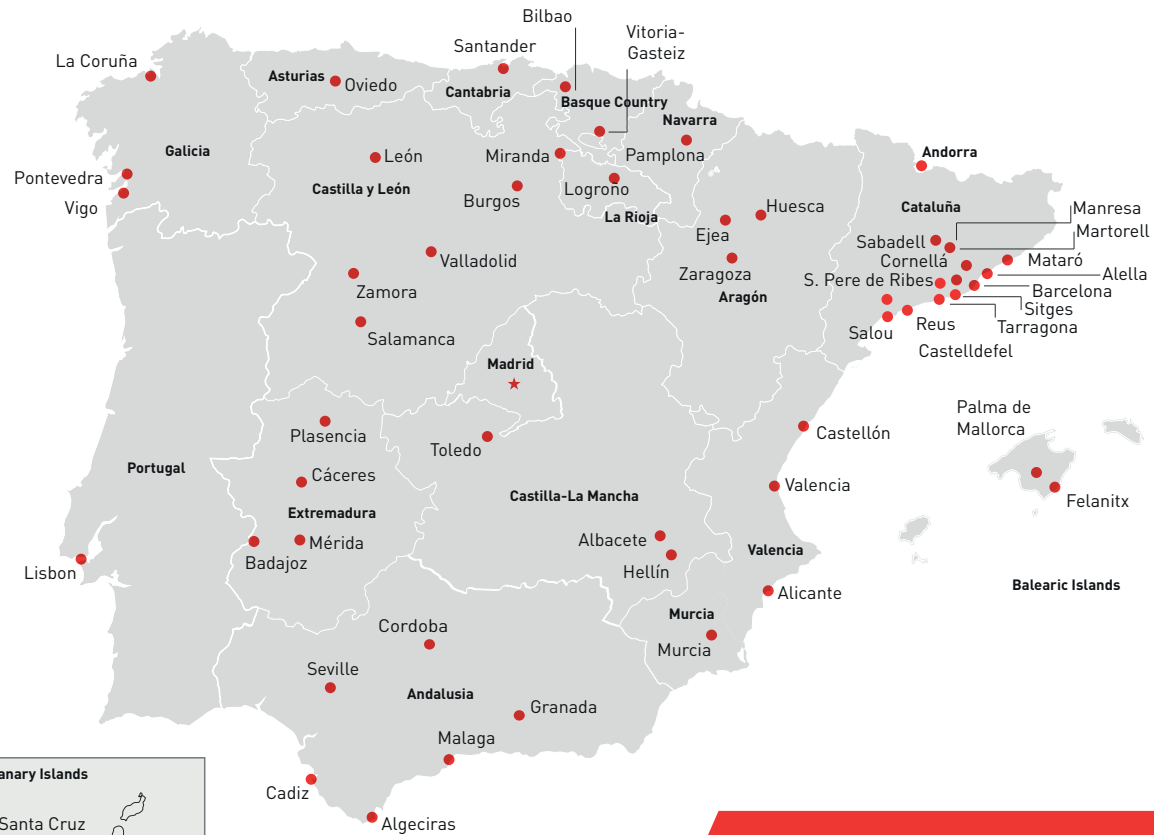 Bilbao
Vitoria-
Gasteiz
Santander
La Coruña
Asturias
Oviedo
Cantabria
Basque Country
Navarra
Galicia
León
Miranda
Pamplona
Andorra
Pontevedra
Castilla y León
Burgos
Logroño
La Rioja
Huesca
Cataluña
Manresa
Vigo
Ejea
Sabadell
Martorell
Valladolid
Zaragoza
Cornellá
Mataró
Alella
Zamora
Aragón
S. Pere de Ribes
Barcelona
Sitges
Salamanca
Salou
Reus
Tarragona
Castelldefel
Madrid
Palma de
Mallorca
Plasencia
Toledo
Castellón
Portugal
Cáceres
Castilla-La Mancha
Valencia
Felanitx
Extremadura
Mérida
Albacete
Valencia
Badajoz
Hellín
Lisbon
Alicante
Balearic Islands
Murcia
Cordoba
Murcia
Seville
Andalusia
Granada
Malaga
anary Islands
Cadiz
Santa Cruz
Algeciras